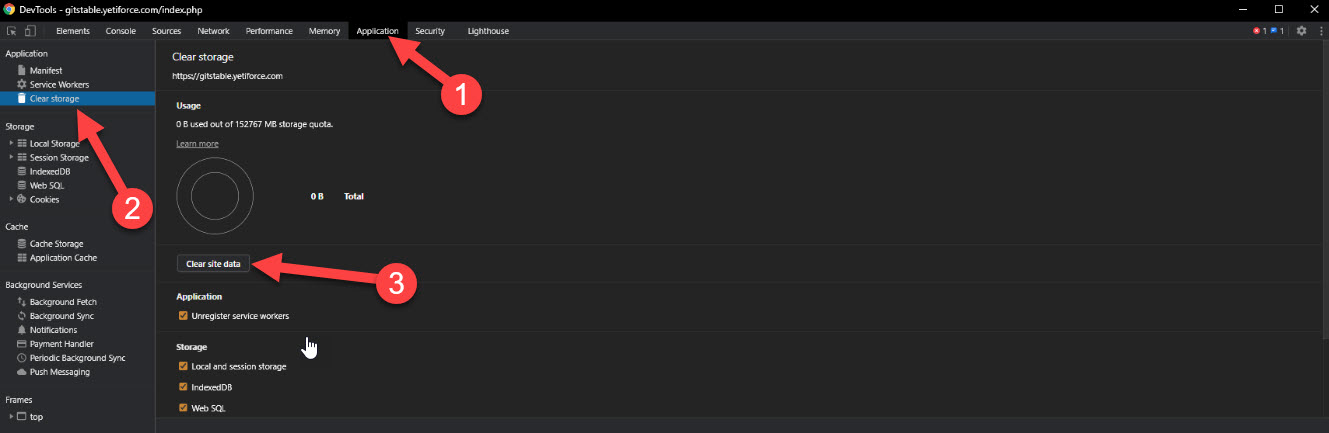 DevTools - gitstable.yetiforce.com/index.php
Elements Console Sources Network Performance Memory Application Security Lighthouse 1 1
Application
Manifest
Service Workers
Clear storage
Storage
Local Storage
Session Storage
IndexedDB
Web SQL
Cookies
Cache
Cache Storage
Application Cache
Background Services
Background Fetch
Background Sync
Notifications
Payment Handler
Periodic Background Sync
Push Messaging
Frames
top
Clear storage
https://gitstable.yetiforce.com
Usage
0 B used out of 152767 MB storage quota.
Learn more
0 B Total
Clear site data
Application
Unregister service workers
Storage
Local and session storage
IndexedDB
Web SQL
1
2
3